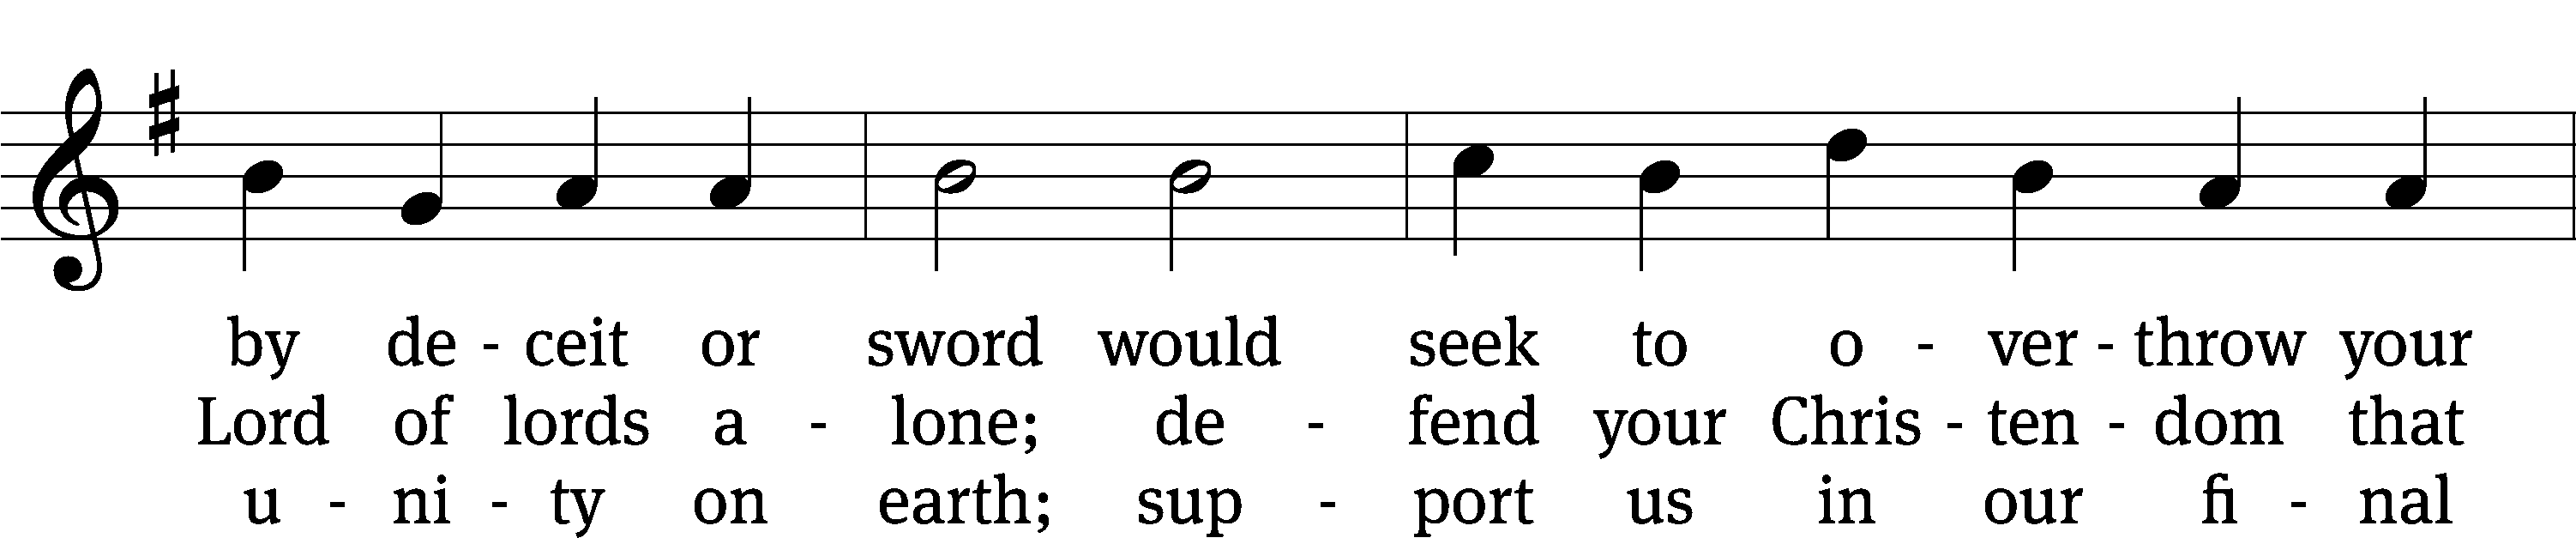 by de - ceit or sword would seek to o - ver - throw your
Lord of lords a - lone; de - fend your Chris - ten - dom that
u - ni - ty on earth; sup - port us in our fi - nal